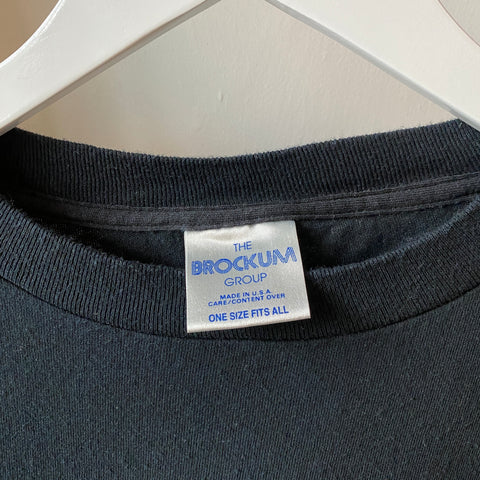 THE
BROCKUM
GROUP
MADE IN U.S.A.
CARE/CONTENT OVER
ONE SIZE FITS ALL